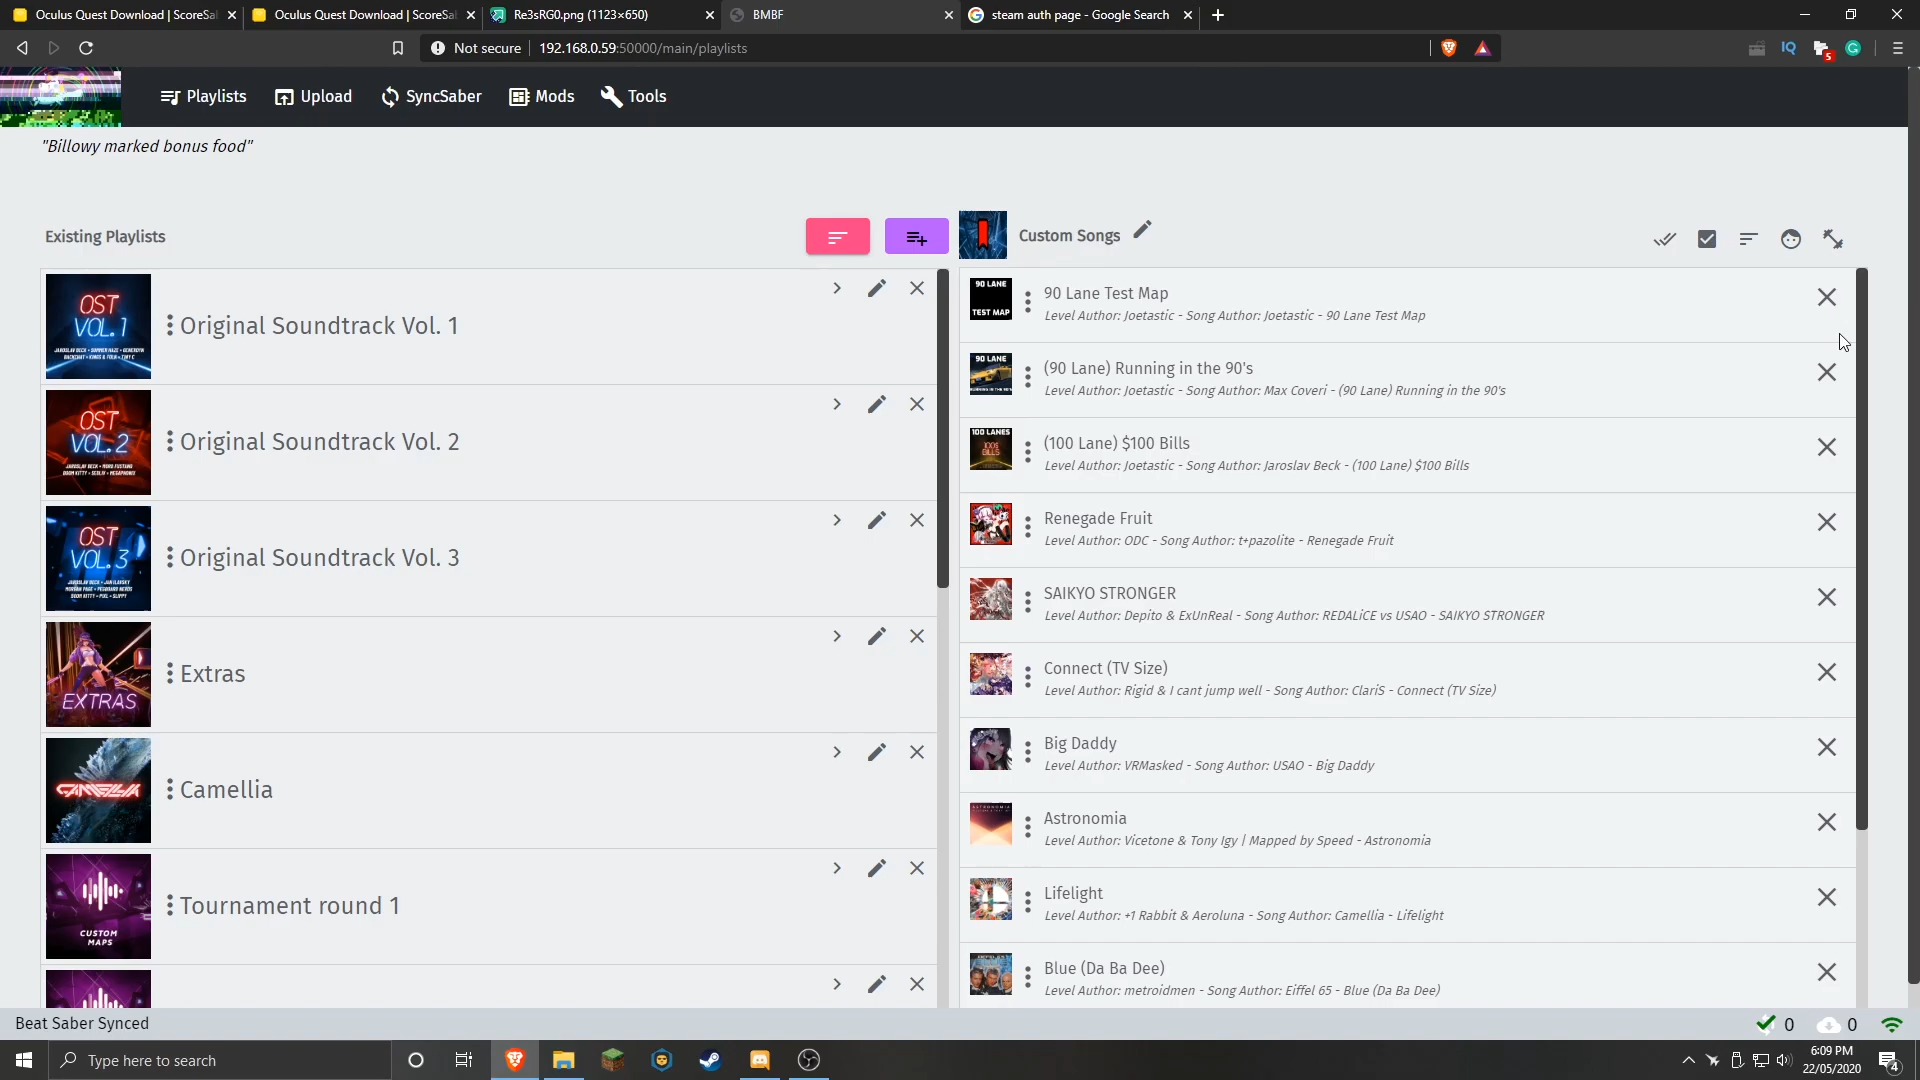 Oculus Quest Download | ScoreSa
Oculus Quest Download | ScoreSa
Re3sRG0.png (1123×650)
BMBF
steam auth page - Google Search
Not secure
192.168.0.59:50000/main/playlists
IQ
5
Playlists
Upload
SyncSaber
Mods
Tools
"Billowy marked bonus food"
Existing Playlists
Custom Songs
OST
VOL. 1
Original Soundtrack Vol. 1
OST
VOL. 2
Original Soundtrack Vol. 2
OST
VOL. 3
Original Soundtrack Vol. 3
EXTRAS
Extras
CAMELLIA
Camellia
CUSTOM
MAPS
Tournament round 1
90 LANE
TEST MAP
90 Lane Test Map
Level Author: Joetastic - Song Author: Joetastic - 90 Lane Test Map
90 LANE
(90 Lane) Running in the 90's
Level Author: Joetastic - Song Author: Max Coveri - (90 Lane) Running in the 90's
100 LANES
(100 Lane) $100 Bills
Level Author: Joetastic - Song Author: Jaroslav Beck - (100 Lane) $100 Bills
Renegade Fruit
Level Author: ODC - Song Author: t+pazolite - Renegade Fruit
SAIKYO STRONGER
Level Author: Depito & ExUnReal - Song Author: REDALiCE vs USAO - SAIKYO STRONGER
Connect (TV Size)
Level Author: Rigid & I cant jump well - Song Author: ClariS - Connect (TV Size)
Big Daddy
Level Author: VRMasked - Song Author: USAO - Big Daddy
Astronomia
Level Author: Vicetone & Tony Igy | Mapped by Speed - Astronomia
Lifelight
Level Author: +1 Rabbit & Aeroluna - Song Author: Camellia - Lifelight
Blue (Da Ba Dee)
Level Author: metroidmen - Song Author: Eiffel 65 - Blue (Da Ba Dee)
Beat Saber Synced
0
0
Type here to search
6:09 PM
22/05/2020
4